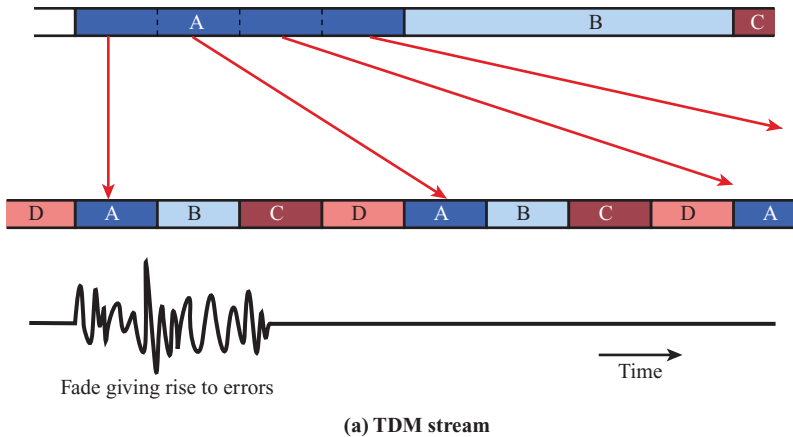 A B C
D A B C D A B C D A
Time
Fade giving rise to errors
(a) TDM stream